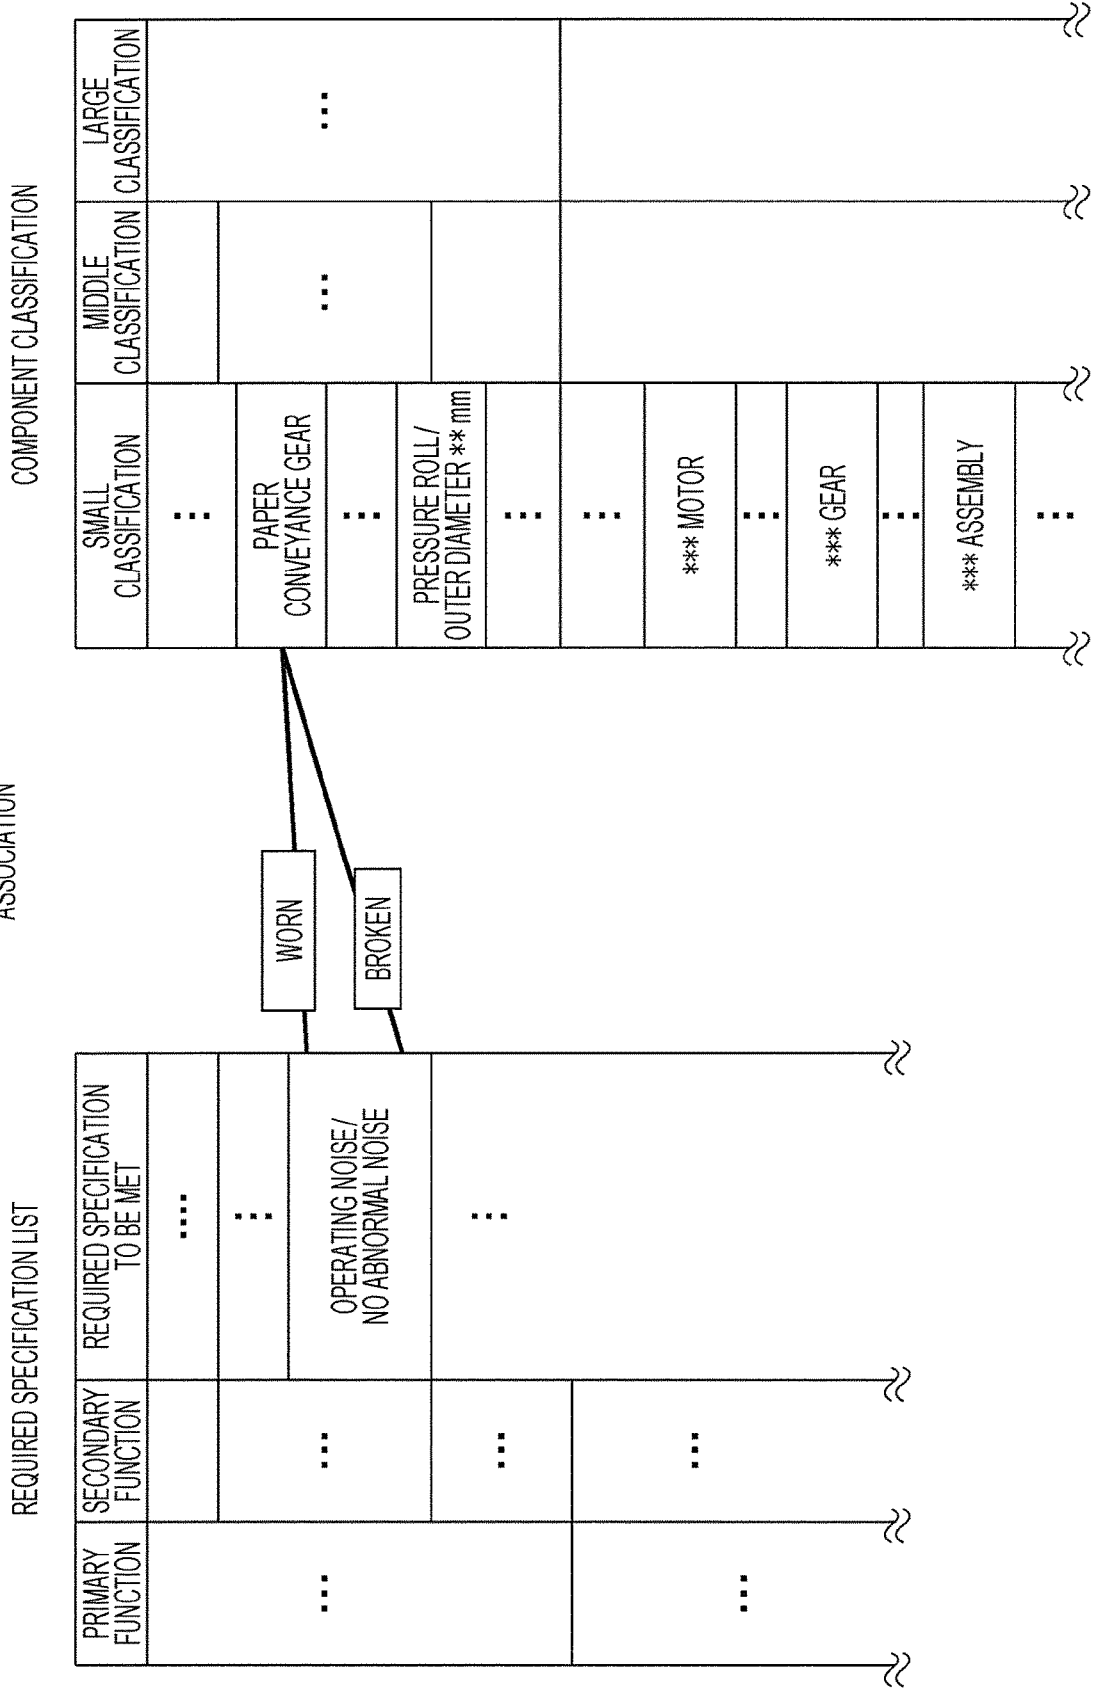 REQUIRED SPECIFICATION LIST
ASSOCIATION
COMPONENT CLASSIFICATION
PRIMARY
FUNCTION
SECONDARY
FUNCTION
REQUIRED SPECIFICATION
TO BE MET
OPERATING NOISE/
NO ABNORMAL NOISE
WORN
BROKEN
SMALL
CLASSIFICATION
MIDDLE
CLASSIFICATION
LARGE
CLASSIFICATION
PAPER
CONVEYANCE GEAR
PRESSURE ROLL/
OUTER DIAMETER ** mm
*** MOTOR
*** GEAR
*** ASSEMBLY